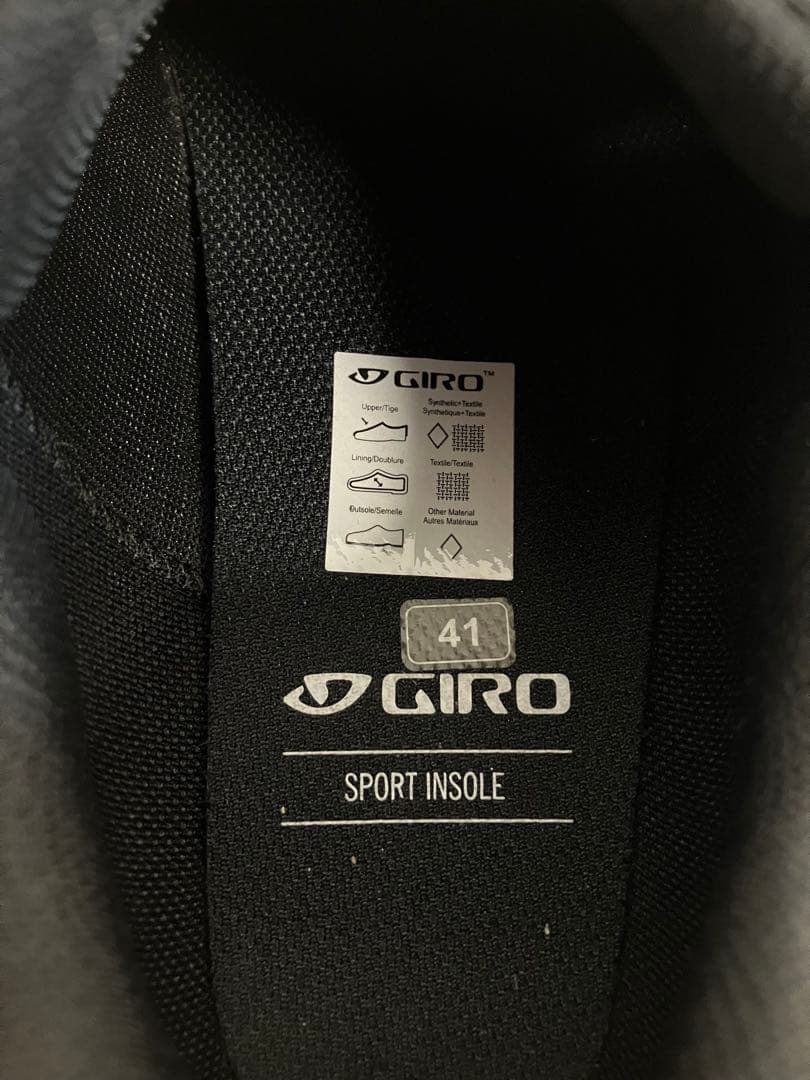 GIRO™
Upper/Tige
Synthetic+Textile
Synthetique+Textile
Lining/Doublure
Textile/Textile
Outsole/Semelle
Other Material
Autres Matériaux
41
GIRO
SPORT INSOLE